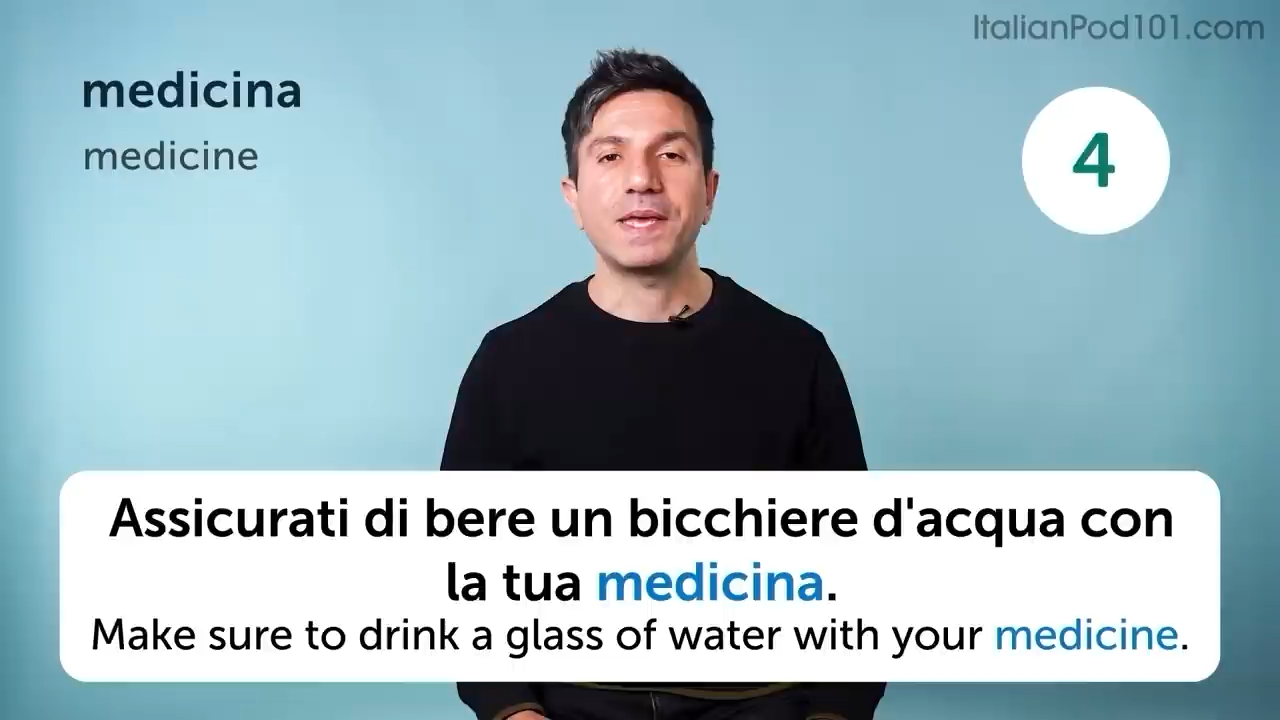 ItalianPod101.com
medicina
medicine
4
Assicurati di bere un bicchiere d'acqua con
la tua medicina.
Make sure to drink a glass of water with your medicine.